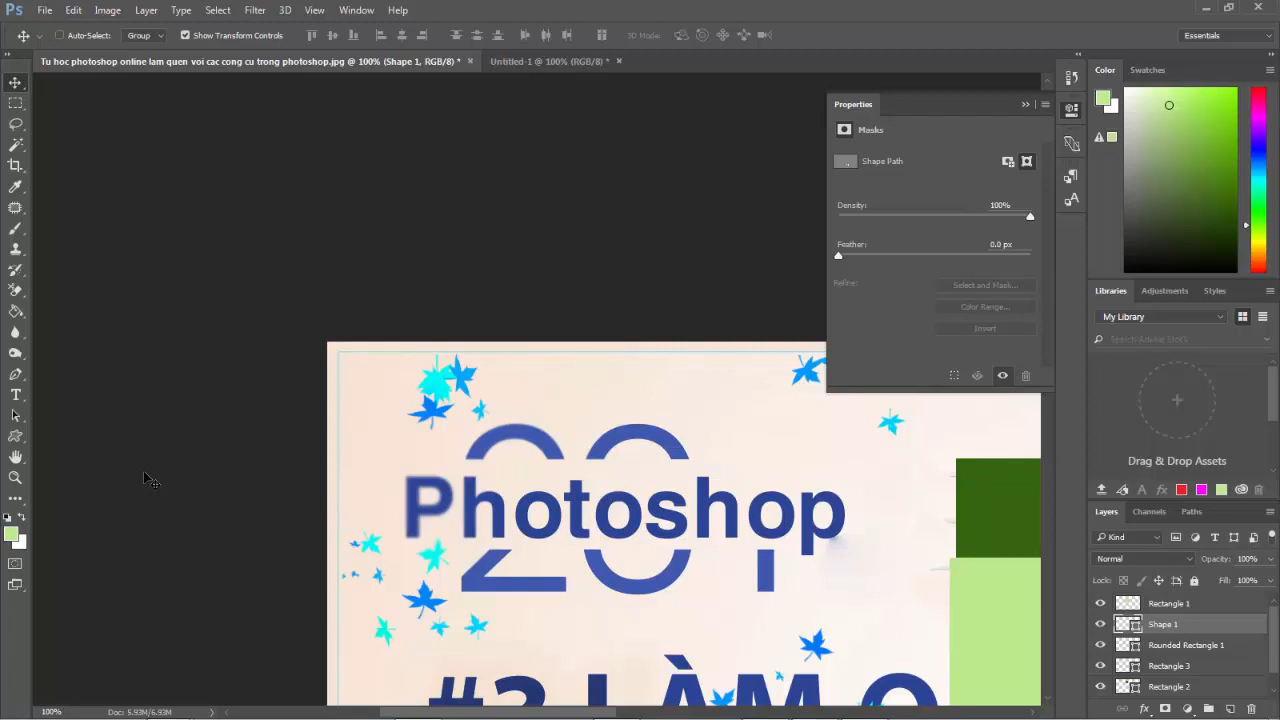 Ps File Edit Image Layer Type Select Filter 3D View Window Help
Auto-Select: Group Show Transform Controls 3D Mode: Essentials
Tu hoc photoshop online lam quen voi cac cong cu trong photoshop.jpg @ 100% (Shape 1, RGB/8) * × Untitled-1 @ 100% (RGB/8) * ×
Color Swatches
Properties
Masks
Shape Path
Density: 100%
Feather: 0.0 px
Refine: Select and Mask...
Color Range...
Invert
Libraries Adjustments Styles
My Library
Search Adobe Stock
Drag & Drop Assets
Layers Channels Paths
Kind
Normal Opacity: 100%
Lock: Fill: 100%
Rectangle 1
Shape 1
Rounded Rectangle 1
Rectangle 3
Rectangle 2
Photoshop
#2 LÀM Q
100% Doc: 5.93M/6.93M